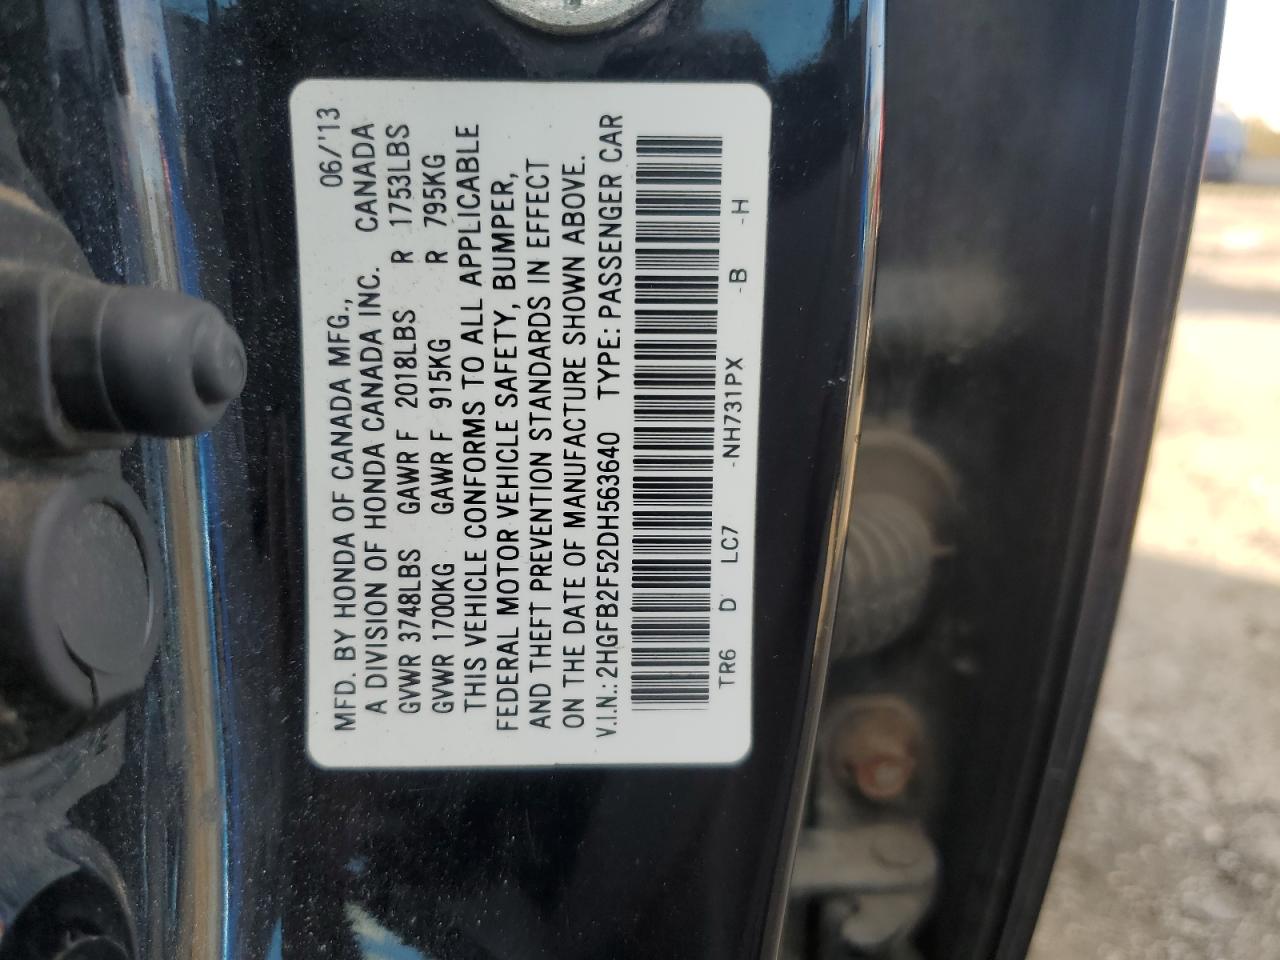 MFD. BY HONDA OF CANADA MFG., 06/'13
A DIVISION OF HONDA CANADA INC. CANADA
GVWR 3748LBS GAWR F 2018LBS R 1753LBS
GVWR 1700KG GAWR F 915KG R 795KG
THIS VEHICLE CONFORMS TO ALL APPLICABLE
FEDERAL MOTOR VEHICLE SAFETY, BUMPER,
AND THEFT PREVENTION STANDARDS IN EFFECT
ON THE DATE OF MANUFACTURE SHOWN ABOVE.
V.I.N.: 2HGFB2F52DH563640 TYPE: PASSENGER CAR
TR6 D LC7 -NH731PX -B -H